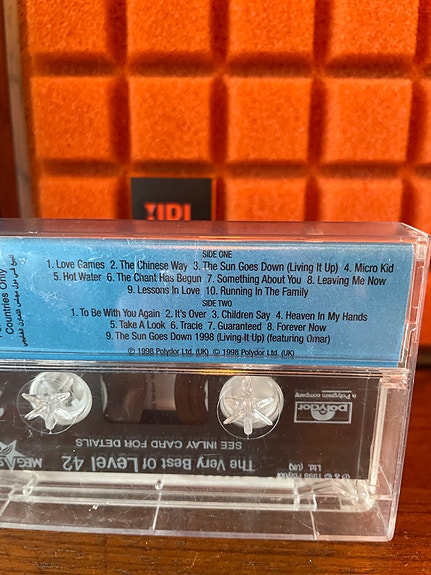 SIDE ONE
1. Love Games 2. The Chinese Way 3. The Sun Goes Down (Living It Up) 4. Micro Kid
5. Hot Water 6. The Chant Has Begun 7. Something About You 8. Leaving Me Now
9. Lessons In Love 10. Running In The Family
SIDE TWO
1. To Be With You Again 2. It's Over 3. Children Say 4. Heaven In My Hands
5. Take A Look 6. Tracie 7. Guaranteed 8. Forever Now
9. The Sun Goes Down 1998 (Living It Up) (featuring Omar)
℗ 1998 Polydor Ltd. (UK) © 1998 Polydor Ltd. (UK)
Countries Only
polydor
a Polygram company
SEE INLAY CARD FOR DETAILS
The Very Best Of Level 42
℗ & © 1998 Polydor
Ltd. (UK)